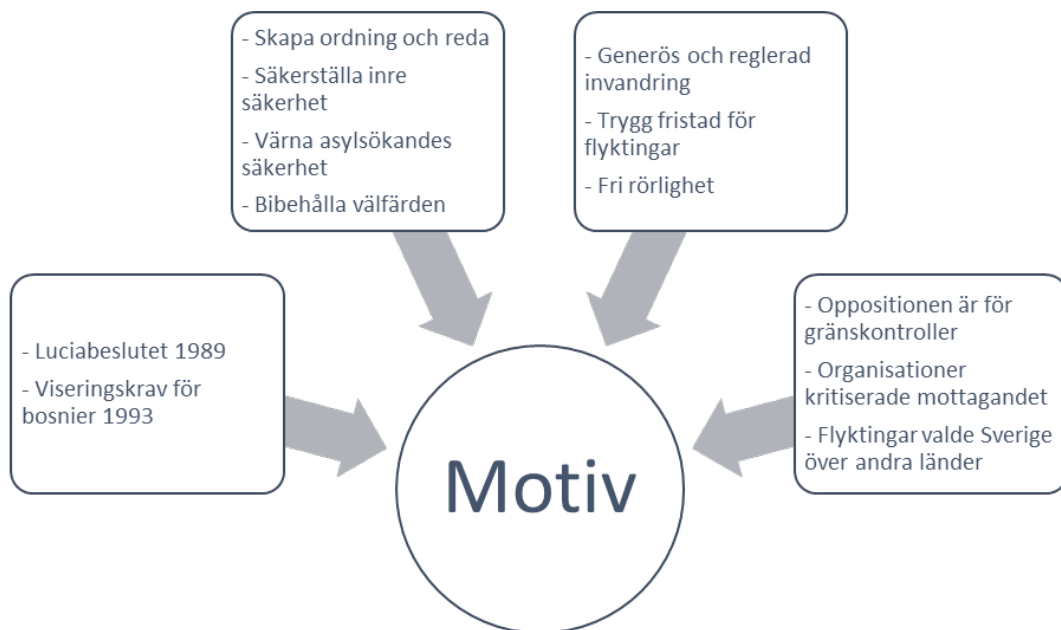 - Skapa ordning och reda
- Säkerställa inre
säkerhet
- Värna asylsökandes
säkerhet
- Bibehålla välfärden
- Generös och reglerad
invandring
- Trygg fristad för
flyktingar
- Fri rörlighet
- Luciabeslutet 1989
- Viseringskrav för
bosnier 1993
- Oppositionen är för
gränskontroller
- Organisationer
kritiserade mottagandet
- Flyktingar valde Sverige
över andra länder
Motiv